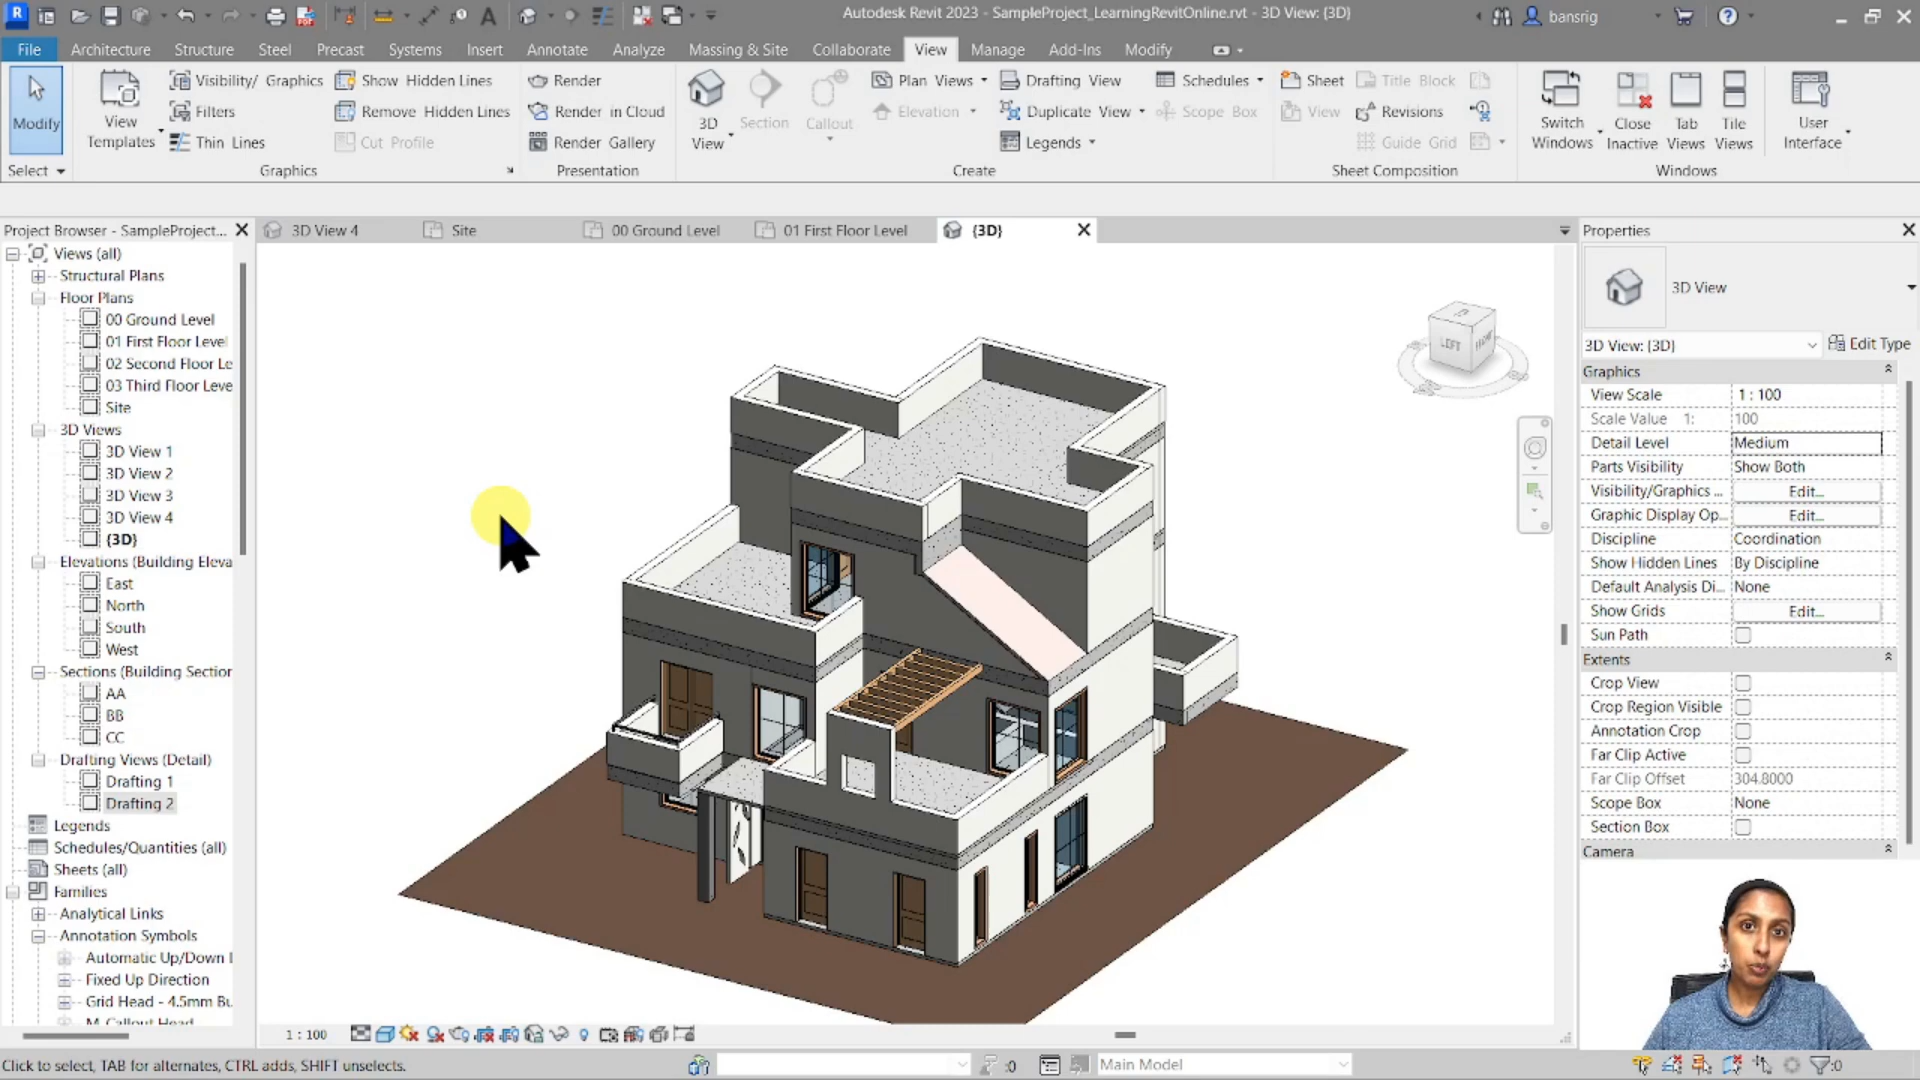 Autodesk Revit 2023 - SampleProject_LearningRevitOnline.rvt - 3D View: {3D}
bansrig
File Architecture Structure Steel Precast Systems Insert Annotate Analyze Massing & Site Collaborate View Manage Add-Ins Modify
Modify
View Templates
Visibility/ Graphics
Filters
Thin Lines
Show Hidden Lines
Remove Hidden Lines
Cut Profile
Render
Render in Cloud
Render Gallery
3D View
Section
Callout
Plan Views
Elevation
Drafting View
Duplicate View
Legends
Schedules
Scope Box
Sheet
View
Title Block
Revisions
Guide Grid
Switch Windows
Close Inactive
Tab Views
Tile Views
User Interface
Select Graphics Presentation Create Sheet Composition Windows
Project Browser - SampleProject...
3D View 4 Site 00 Ground Level 01 First Floor Level {3D}
Views (all)
Structural Plans
Floor Plans
00 Ground Level
01 First Floor Level
02 Second Floor Le
03 Third Floor Leve
Site
3D Views
3D View 1
3D View 2
3D View 3
3D View 4
{3D}
Elevations (Building Eleva
East
North
South
West
Sections (Building Section
AA
BB
CC
Drafting Views (Detail)
Drafting 1
Drafting 2
Legends
Schedules/Quantities (all)
Sheets (all)
Families
Analytical Links
Annotation Symbols
Automatic Up/Down
Fixed Up Direction
Grid Head - 4.5mm Bu
M_Callout Head
LEFT
FRONT
Properties
3D View
3D View: {3D} Edit Type
Graphics
View Scale 1 : 100
Scale Value 1: 100
Detail Level Medium
Parts Visibility Show Both
Visibility/Graphics ... Edit...
Graphic Display Op... Edit...
Discipline Coordination
Show Hidden Lines By Discipline
Default Analysis Di... None
Show Grids Edit...
Sun Path
Extents
Crop View
Crop Region Visible
Annotation Crop
Far Clip Active
Far Clip Offset 304.8000
Scope Box None
Section Box
Camera
1 : 100
Click to select, TAB for alternates, CTRL adds, SHIFT unselects.
:0
Main Model
:0